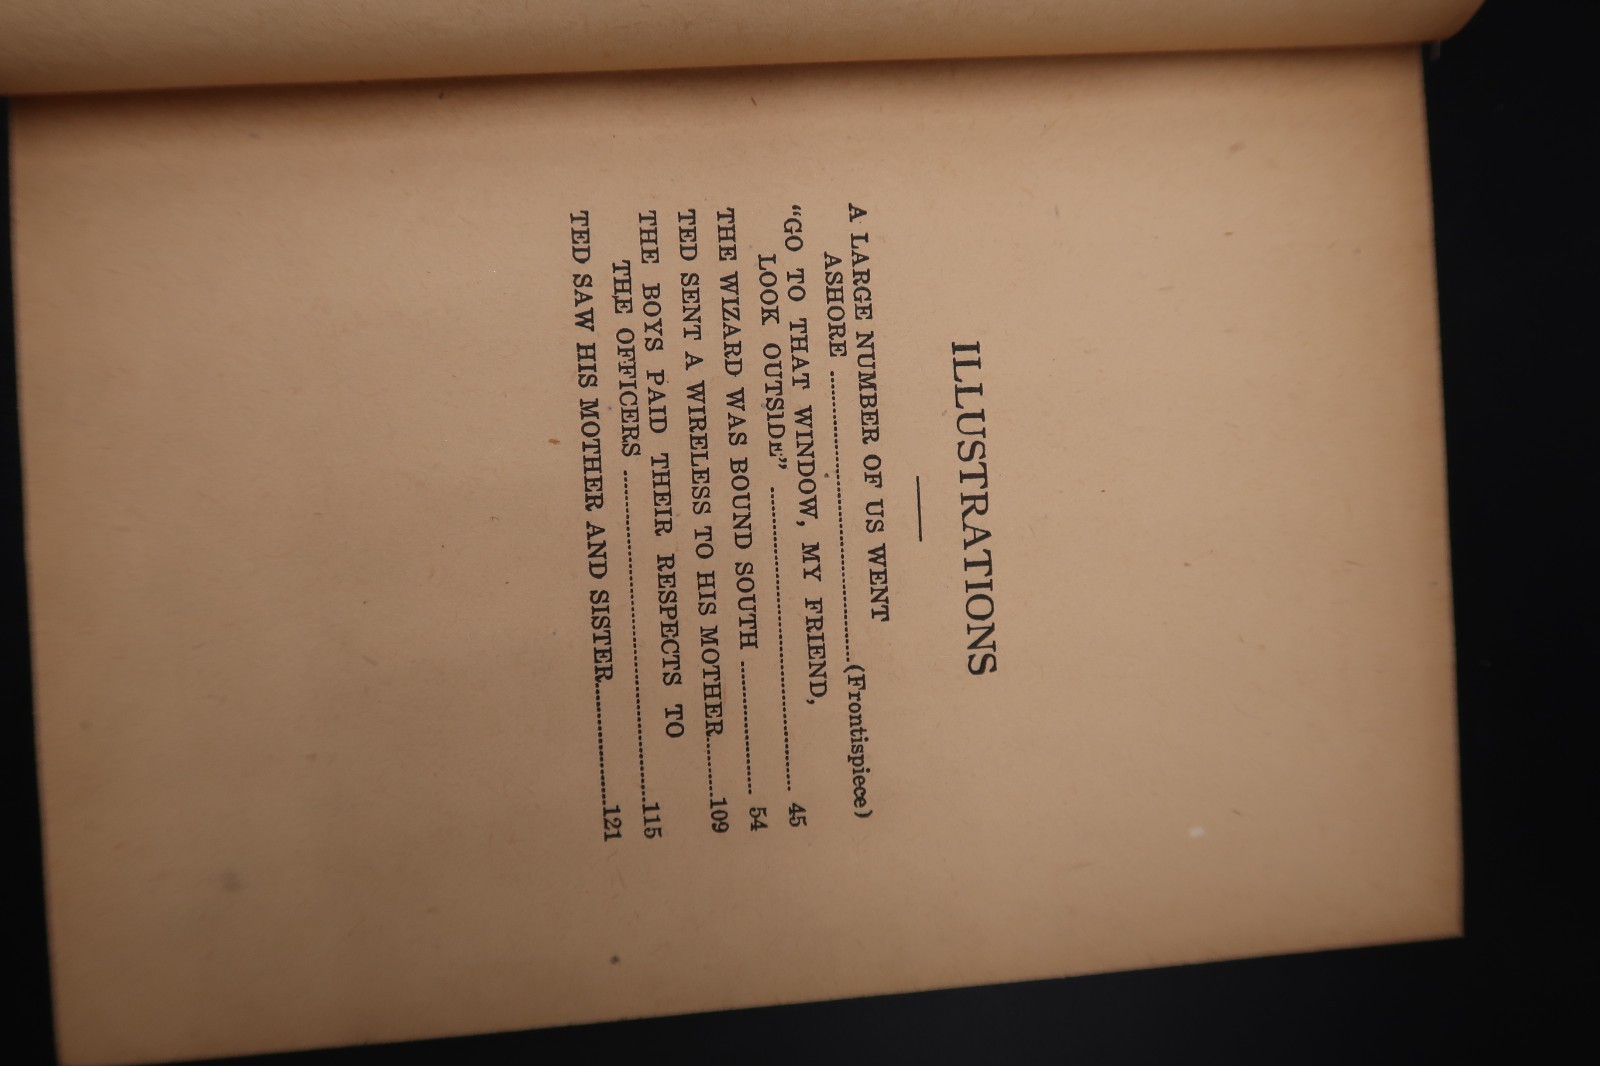 ILLUSTRATIONS
A LARGE NUMBER OF US WENT
ASHORE ........................................(Frontispiece)
"GO TO THAT WINDOW, MY FRIEND,
LOOK OUTSIDE" ........................................ 45
THE WIZARD WAS BOUND SOUTH .................. 54
TED SENT A WIRELESS TO HIS MOTHER........109
THE BOYS PAID THEIR RESPECTS TO
THE OFFICERS ............................................115
TED SAW HIS MOTHER AND SISTER................121